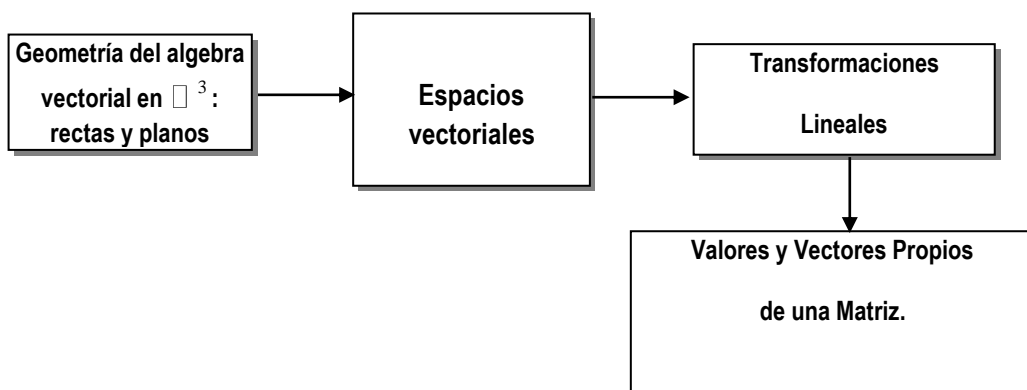 Geometría del algebra
vectorial en □ ³ :
rectas y planos
Espacios
vectoriales
Transformaciones
Lineales
Valores y Vectores Propios
de una Matriz.